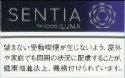 SENTIA
for IQOS ILUMA
望まない受動喫煙が生じないよう、屋外
や家庭でも周囲の状況に配慮することが、
健康増進法上、義務付けられています。